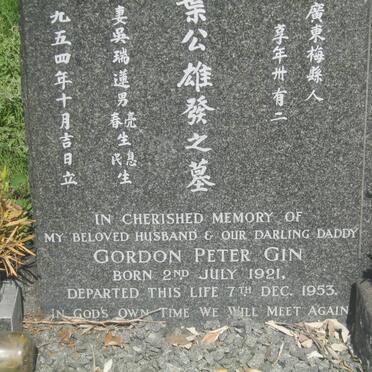 廣東梅縣人
享年卅有二
葉公雄發之墓
妻吳瑞蓮男亮生息生
春民
九五四年十月吉日立
IN CHERISHED MEMORY OF
MY BELOVED HUSBAND & OUR DARLING DADDY
GORDON PETER GIN
BORN 2ND JULY 1921,
DEPARTED THIS LIFE 7TH DEC. 1953.
IN GOD'S OWN TIME WE WILL MEET AGAIN